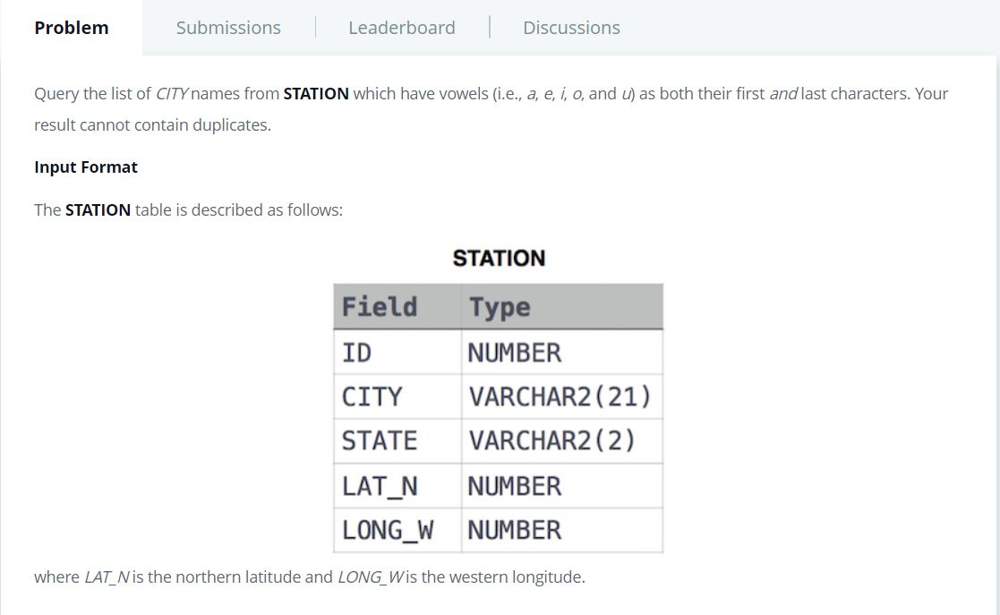 Problem
Submissions
Leaderboard
Discussions
Query the list of CITY names from STATION which have vowels (i.e., a, e, i, o, and u) as both their first and last characters. Your
result cannot contain duplicates.
Input Format
The STATION table is described as follows:
STATION
Field Type
ID NUMBER
CITY VARCHAR2(21)
STATE VARCHAR2(2)
LAT_N NUMBER
LONG_W NUMBER
where LAT_N is the northern latitude and LONG_W is the western longitude.